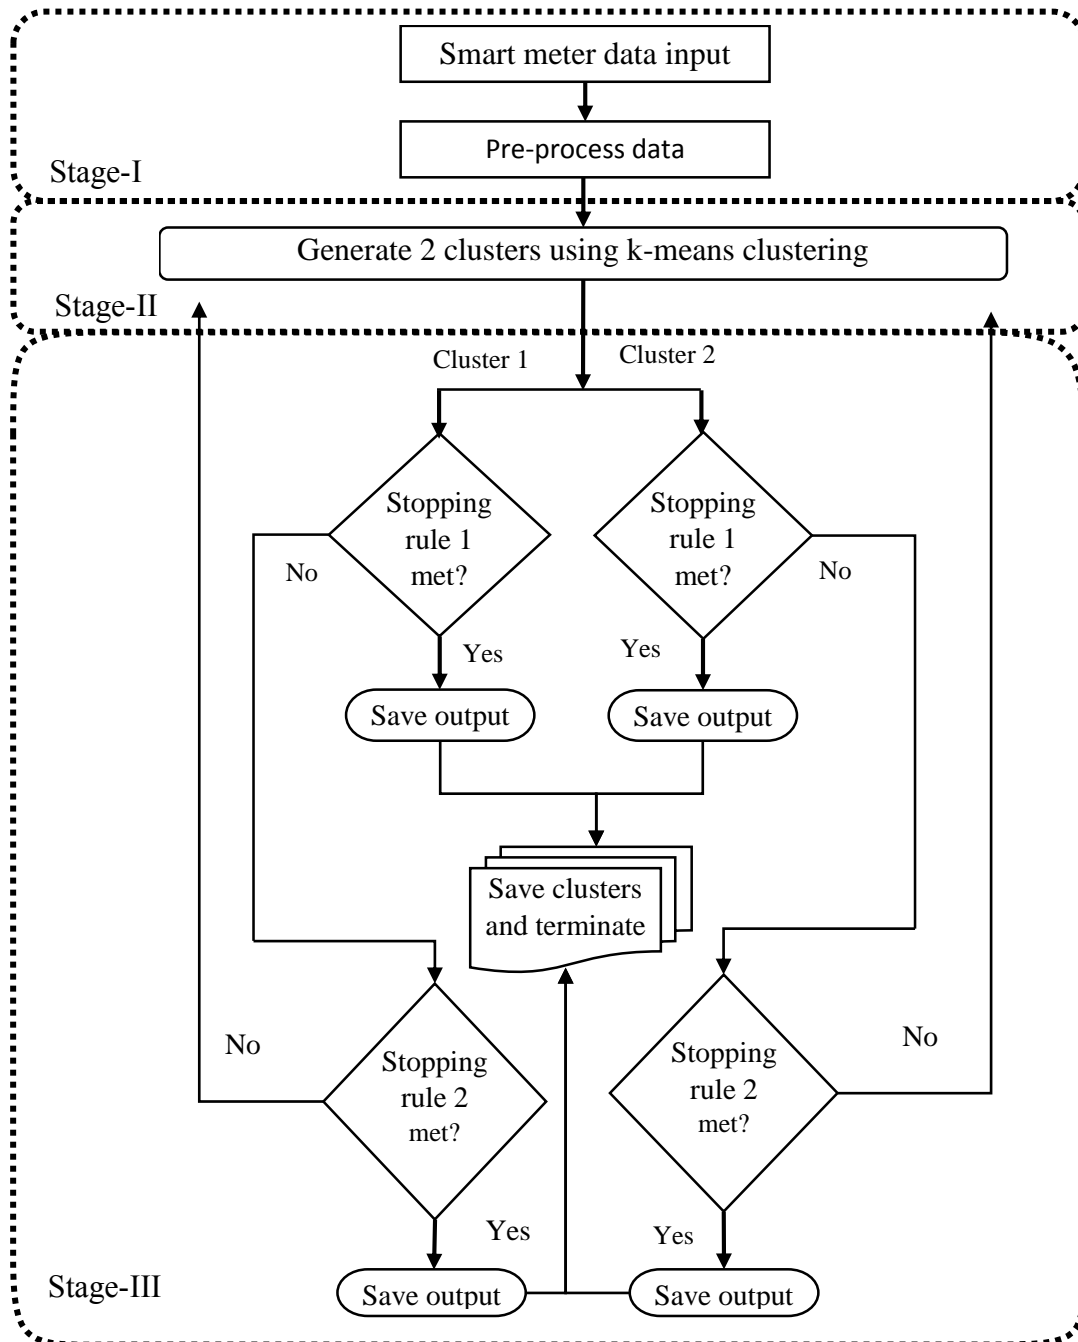 Smart meter data input
Pre-process data
Stage-I
Generate 2 clusters using k-means clustering
Stage-II
Cluster 1
Cluster 2
Stopping
rule 1
met?
Stopping
rule 1
met?
No
No
Yes
Yes
Save output
Save output
Save clusters
and terminate
No
No
Stopping
rule 2
met?
Stopping
rule 2
met?
Yes
Yes
Stage-III
Save output
Save output